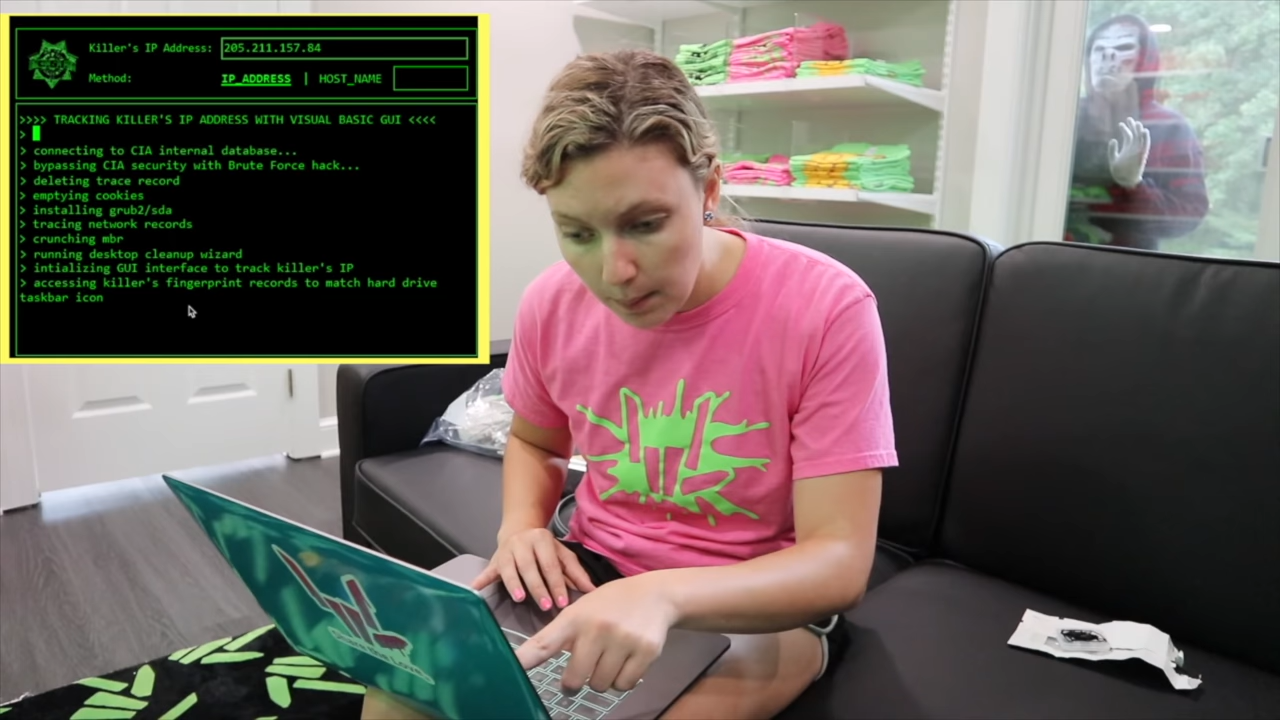 Killer's IP Address: 205.211.157.84
Method: IP_ADDRESS | HOST_NAME
>>>> TRACKING KILLER'S IP ADDRESS WITH VISUAL BASIC GUI <<<<
>
> connecting to CIA internal database...
> bypassing CIA security with Brute Force hack...
> deleting trace record
> emptying cookies
> installing grub2/sda
> tracing network records
> crunching mbr
> running desktop cleanup wizard
> intializing GUI interface to track killer's IP
> accessing killer's fingerprint records to match hard drive
taskbar icon
Share the Love